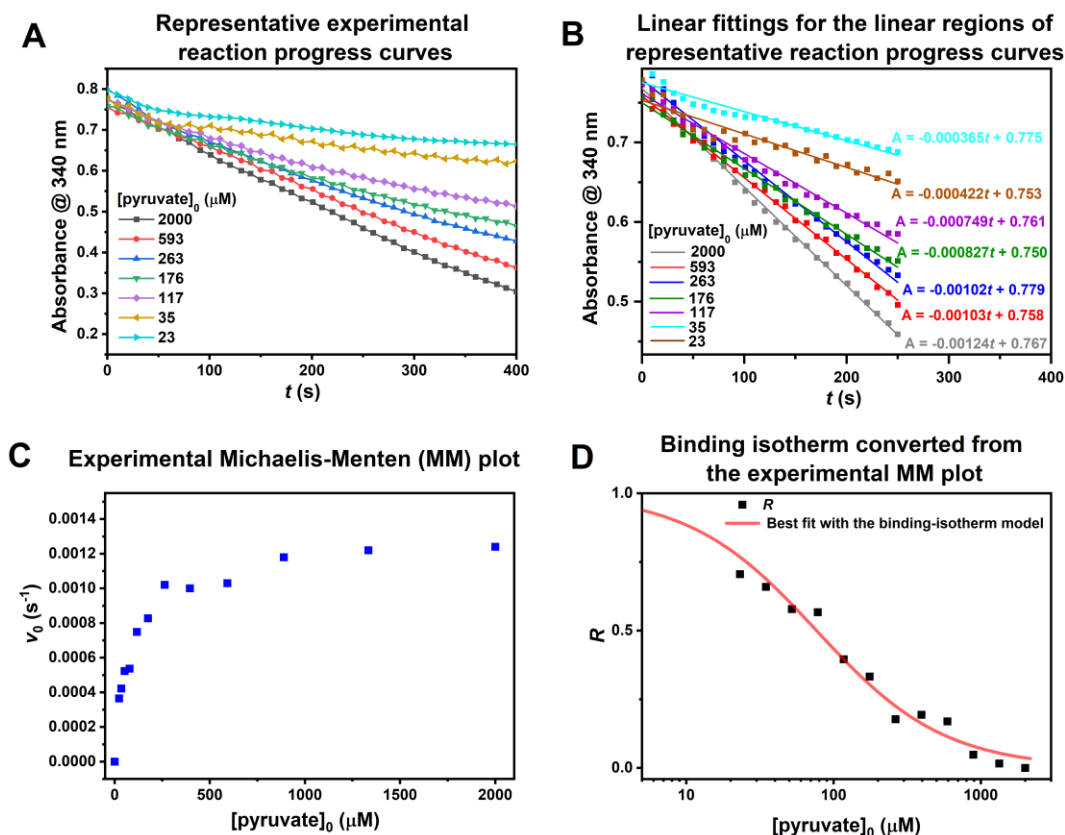 A
Representative experimental
reaction progress curves
Absorbance @ 340 nm
0.8
0.7
0.6
0.5
0.4
0.3
0.2
[pyruvate]₀ (μM)
2000
593
263
176
117
35
23
0
100
200
300
400
t (s)
B
Linear fittings for the linear regions of
representative reaction progress curves
Absorbance @ 340 nm
0.7
0.6
0.5
A = -0.000365t + 0.775
A = -0.000422t + 0.753
A = -0.000749t + 0.761
A = -0.000827t + 0.750
A = -0.00102t + 0.779
A = -0.00103t + 0.758
A = -0.00124t + 0.767
[pyruvate]₀ (μM)
2000
593
263
176
117
35
23
0
100
200
300
400
t (s)
C
Experimental Michaelis-Menten (MM) plot
v₀ (s⁻¹)
0.0014
0.0012
0.0010
0.0008
0.0006
0.0004
0.0002
0.0000
0
500
1000
1500
2000
[pyruvate]₀ (μM)
D
Binding isotherm converted from
the experimental MM plot
R
1.0
0.5
0.0
R
Best fit with the binding-isotherm model
10
100
1000
[pyruvate]₀ (μM)